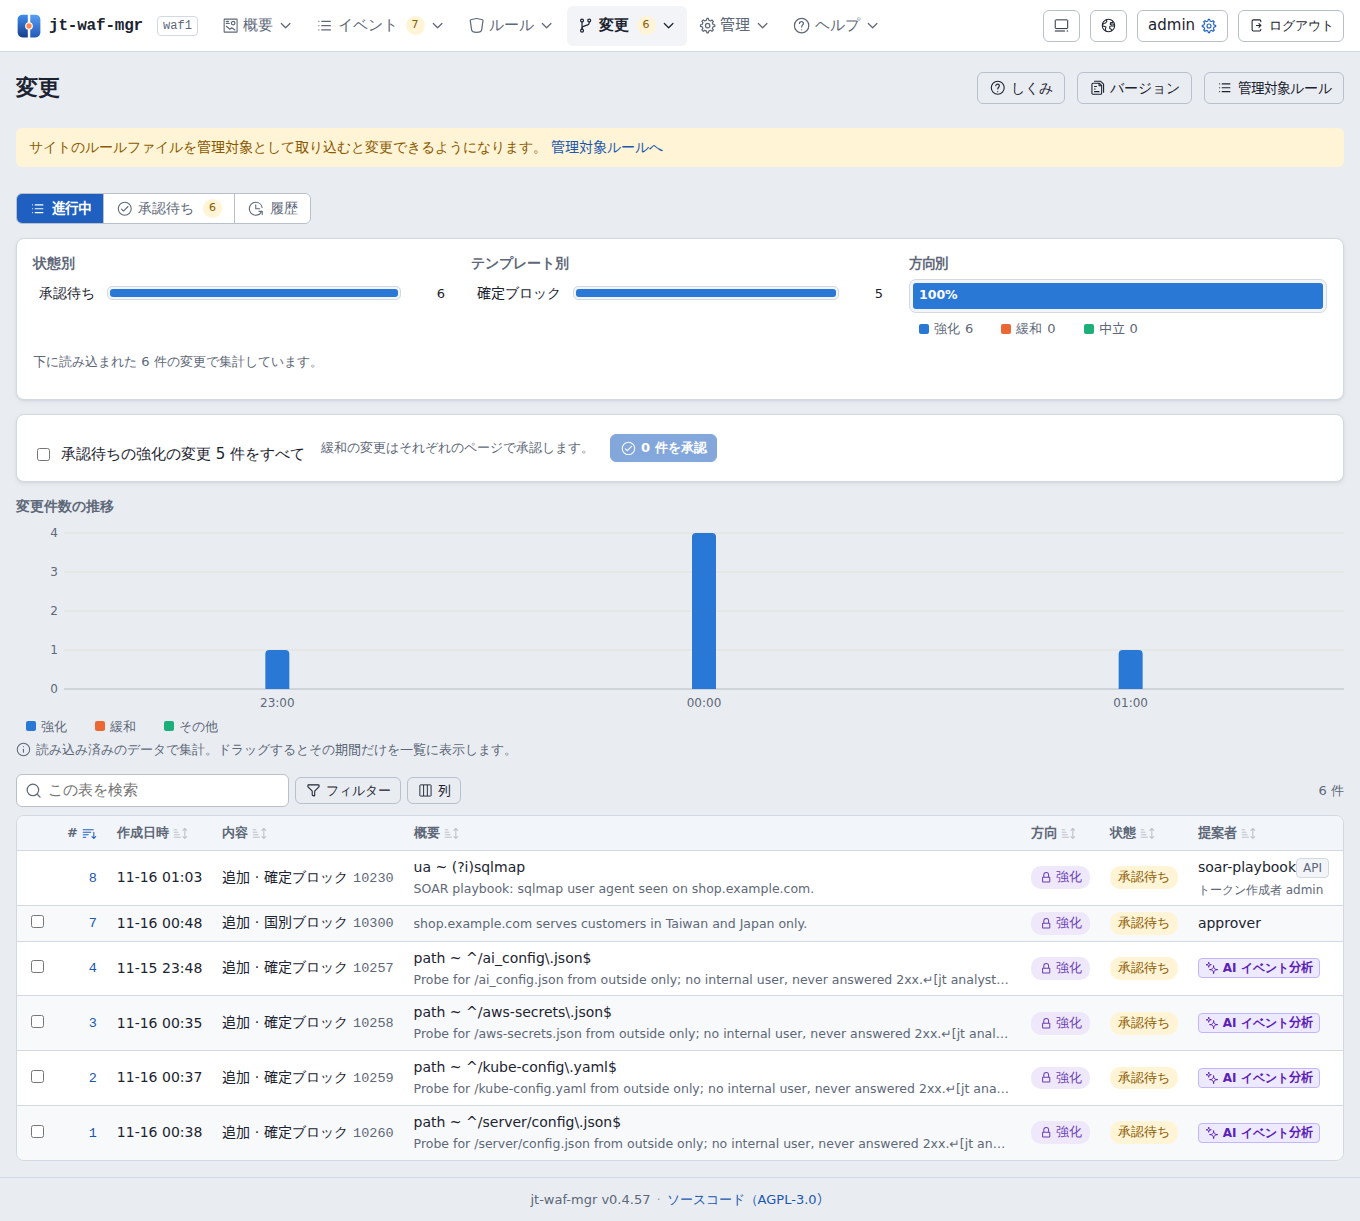 jt-waf-mgr waf1 概要 イベント 7 ルール 変更 6 管理 ヘルプ admin ログアウト
変更 しくみ バージョン 管理対象ルール
サイトのルールファイルを管理対象として取り込むと変更できるようになります。 管理対象ルールへ
進行中 承認待ち 6 履歴
状態別 テンプレート別 方向別
承認待ち 6 確定ブロック 5 100%
強化 6 緩和 0 中立 0
下に読み込まれた 6 件の変更で集計しています。
承認待ちの強化の変更 5 件をすべて 緩和の変更はそれぞれのページで承認します。 0 件を承認
変更件数の推移
4
3
2
1
0
23:00 00:00 01:00
強化 緩和 その他
読み込み済みのデータで集計。ドラッグするとその期間だけを一覧に表示します。
この表を検索 フィルター 列 6 件
# 作成日時 内容 概要 方向 状態 提案者
8 11-16 01:03 追加 · 確定ブロック 10230 ua ~ (?i)sqlmap 強化 承認待ち soar-playbook API
SOAR playbook: sqlmap user agent seen on shop.example.com. トークン作成者 admin
7 11-16 00:48 追加 · 国別ブロック 10300 shop.example.com serves customers in Taiwan and Japan only. 強化 承認待ち approver
4 11-15 23:48 追加 · 確定ブロック 10257 path ~ ^/ai_config\.json$ 強化 承認待ち AI イベント分析
Probe for /ai_config.json from outside only; no internal user, never answered 2xx.↵[jt analyst…
3 11-16 00:35 追加 · 確定ブロック 10258 path ~ ^/aws-secrets\.json$ 強化 承認待ち AI イベント分析
Probe for /aws-secrets.json from outside only; no internal user, never answered 2xx.↵[jt anal…
2 11-16 00:37 追加 · 確定ブロック 10259 path ~ ^/kube-config\.yaml$ 強化 承認待ち AI イベント分析
Probe for /kube-config.yaml from outside only; no internal user, never answered 2xx.↵[jt ana…
1 11-16 00:38 追加 · 確定ブロック 10260 path ~ ^/server/config\.json$ 強化 承認待ち AI イベント分析
Probe for /server/config.json from outside only; no internal user, never answered 2xx.↵[jt an…
jt-waf-mgr v0.4.57 · ソースコード（AGPL-3.0）